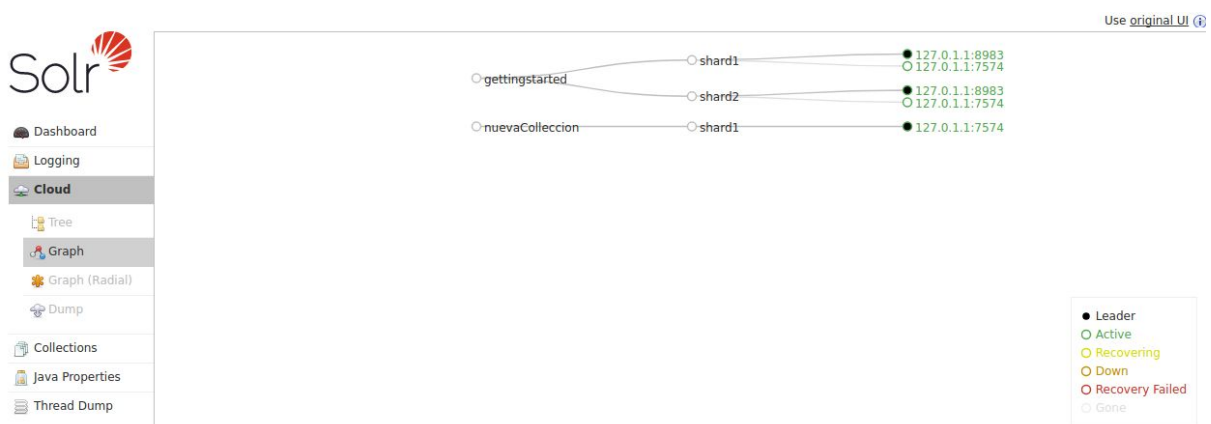 Use original UI
Solr
Dashboard
Logging
Cloud
Tree
Graph
Graph (Radial)
Dump
Collections
Java Properties
Thread Dump
gettingstarted
shard1
127.0.1.1:8983
127.0.1.1:7574
shard2
127.0.1.1:8983
127.0.1.1:7574
nuevaColleccion
shard1
127.0.1.1:7574
Leader
Active
Recovering
Down
Recovery Failed
Gone